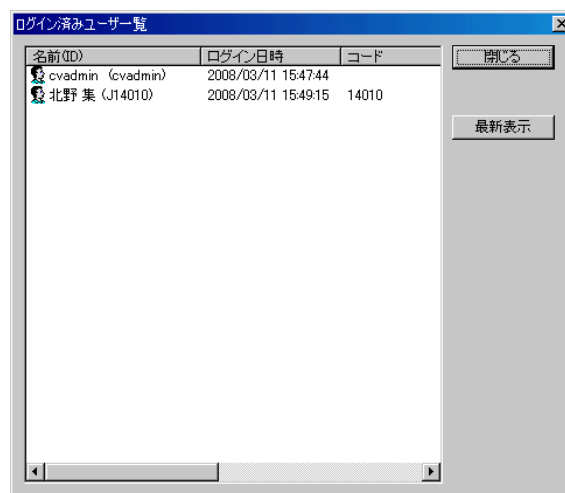 ログイン済みユーザー覧
名前(ID) ログイン日時 コード
cvadmin (cvadmin) 2008/03/11 15:47:44
北野 集 (J14010) 2008/03/11 15:49:15 14010
閉じる
最新表示